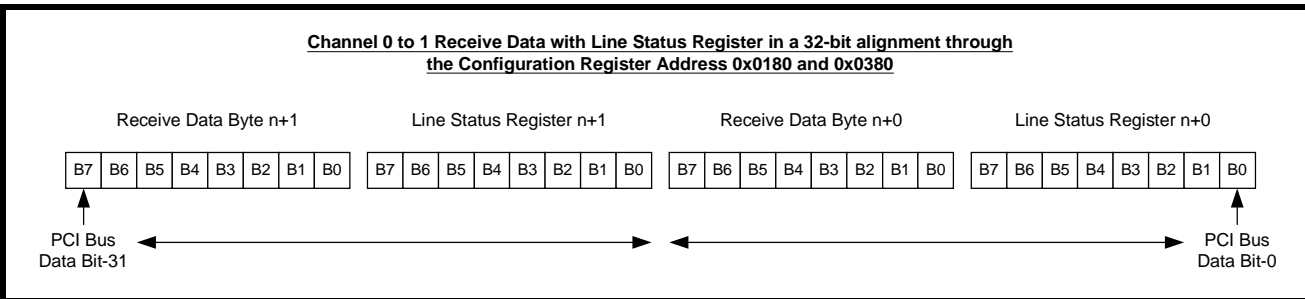 Channel 0 to 1 Receive Data with Line Status Register in a 32-bit alignment through
the Configuration Register Address 0x0180 and 0x0380
Receive Data Byte n+1 Line Status Register n+1 Receive Data Byte n+0 Line Status Register n+0
B7 B6 B5 B4 B3 B2 B1 B0 B7 B6 B5 B4 B3 B2 B1 B0 B7 B6 B5 B4 B3 B2 B1 B0 B7 B6 B5 B4 B3 B2 B1 B0
PCI Bus PCI Bus
Data Bit-31 Data Bit-0